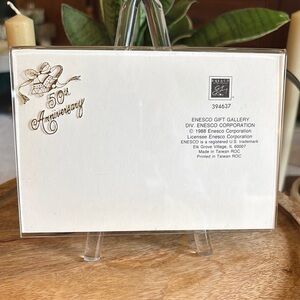 50th
Anniversary
394637
ENESCO GIFT GALLERY
DIV. ENESCO CORPORATION
© 1988 Enesco Corporation
Licensee Enesco Corporation
ENESCO is a registered U.S. trademark
Elk Grove Village, IL 60007
Made in Taiwan ROC
Printed in Taiwan ROC